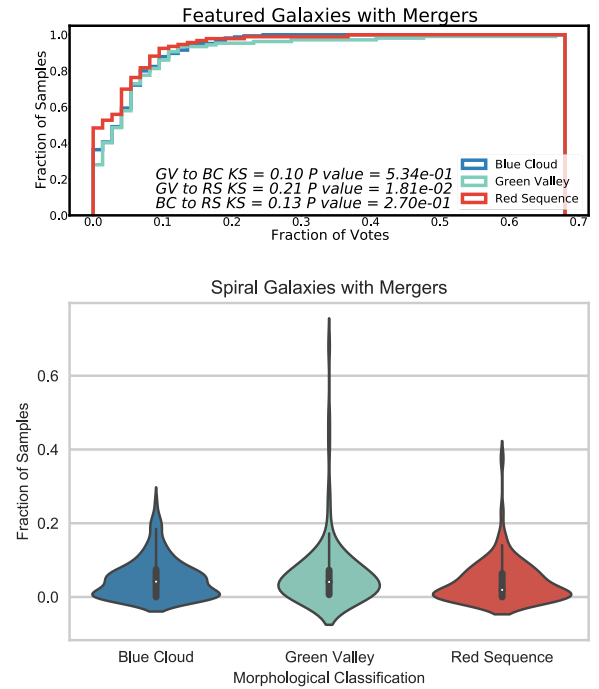 Featured Galaxies with Mergers
Fraction of Samples
1.0
0.8
0.6
0.4
0.2
0.0
GV to BC KS = 0.10 P value = 5.34e-01
GV to RS KS = 0.21 P value = 1.81e-02
BC to RS KS = 0.13 P value = 2.70e-01
Blue Cloud
Green Valley
Red Sequence
0.0 0.1 0.2 0.3 0.4 0.5 0.6 0.7
Fraction of Votes
Spiral Galaxies with Mergers
Fraction of Samples
0.6
0.4
0.2
0.0
Blue Cloud Green Valley Red Sequence
Morphological Classification